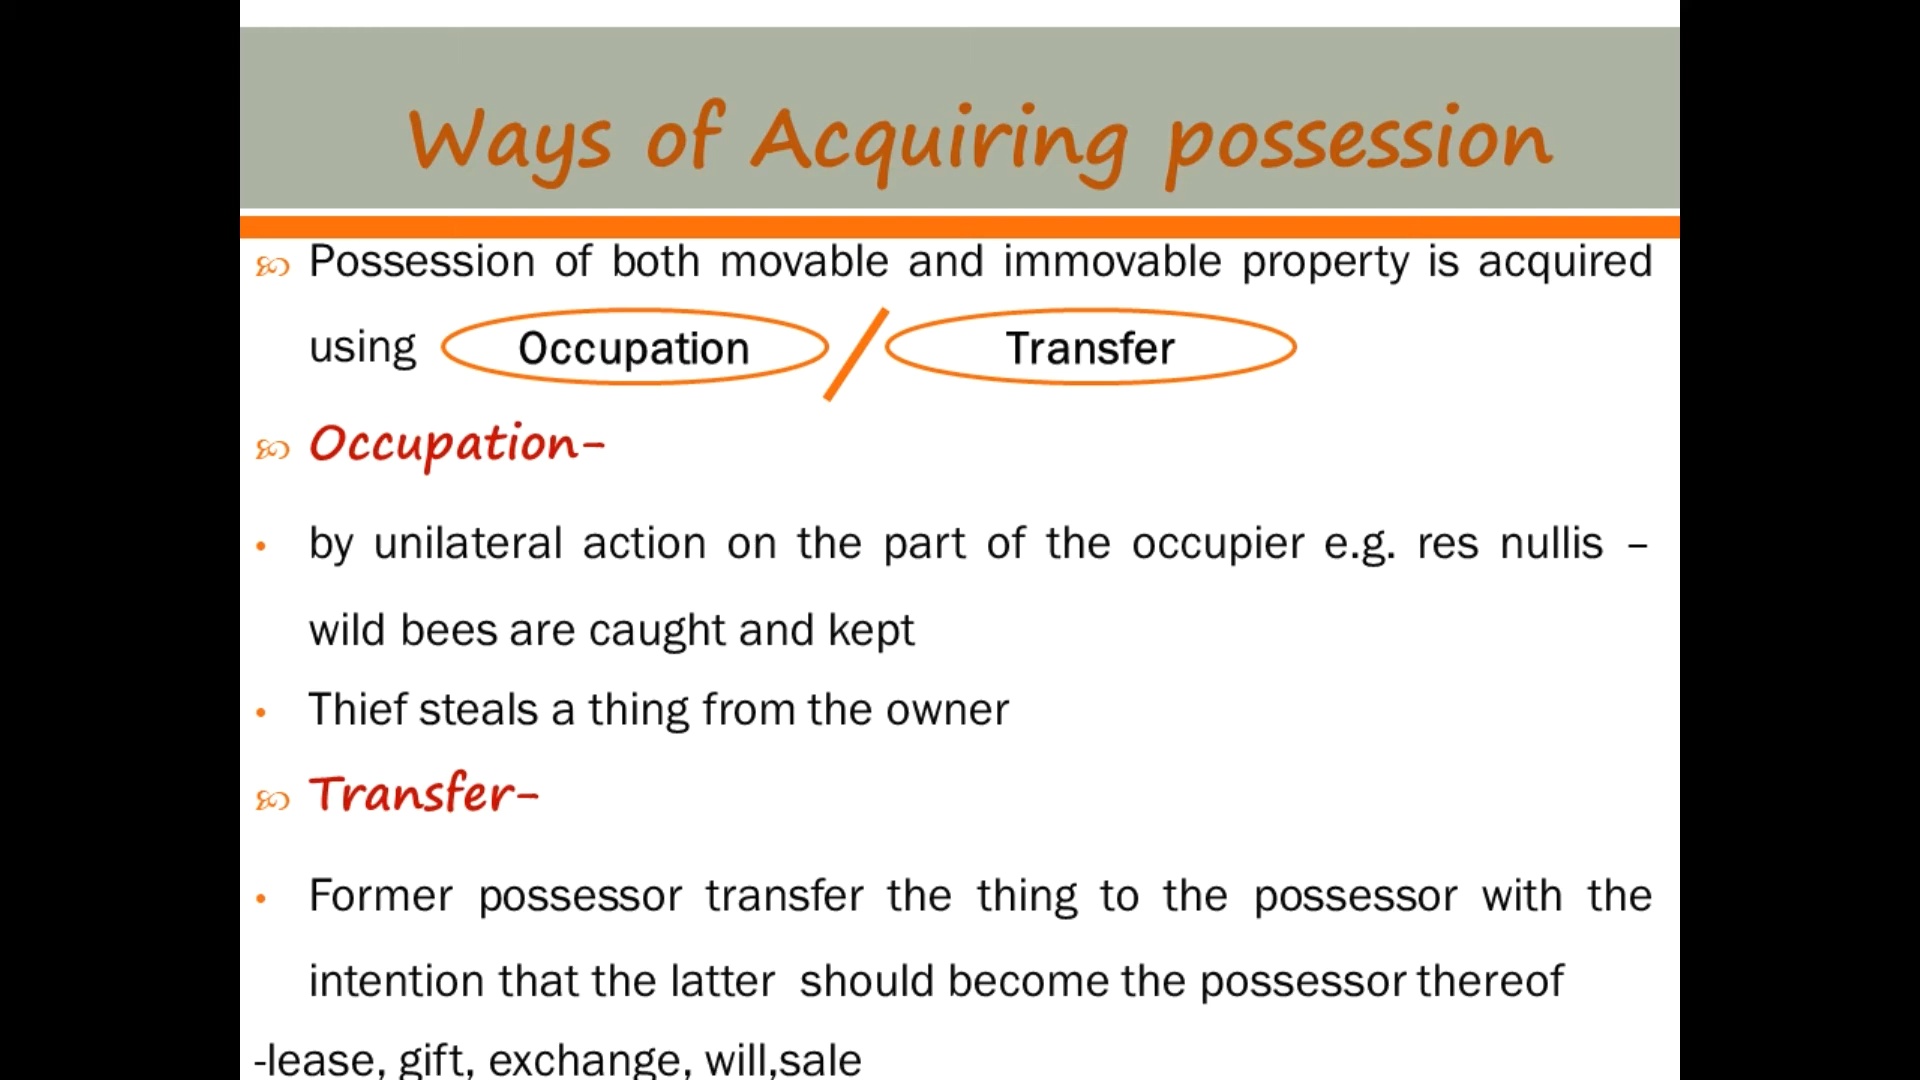 Ways of Acquiring possession
Possession of both movable and immovable property is acquired
using Occupation / Transfer
Occupation-
• by unilateral action on the part of the occupier e.g. res nullis –
wild bees are caught and kept
• Thief steals a thing from the owner
Transfer-
• Former possessor transfer the thing to the possessor with the
intention that the latter should become the possessor thereof
-lease, gift, exchange, will,sale